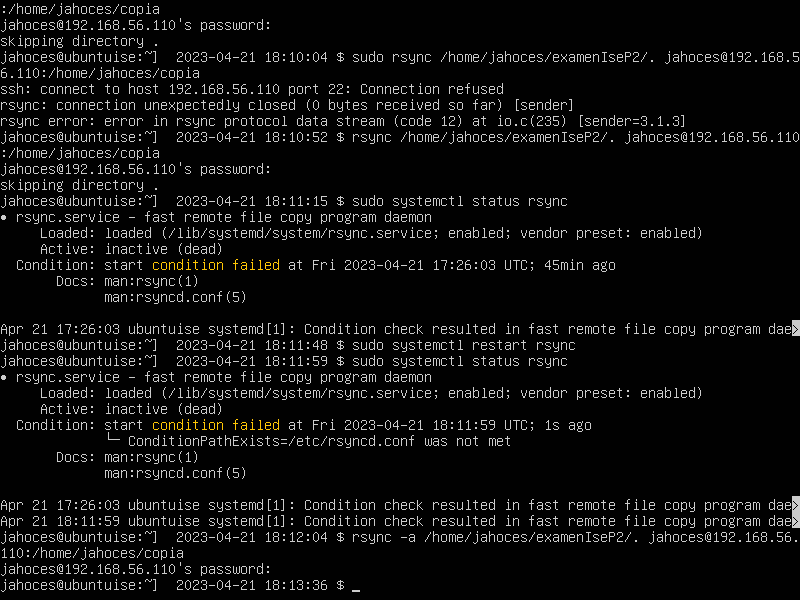 :/home/jahoces/copia
jahoces@192.168.56.110's password:
skipping directory .
jahoces@ubuntuise:~]  2023-04-21 18:10:04 $ sudo rsync /home/jahoces/examenIseP2/. jahoces@192.168.5
6.110:/home/jahoces/copia
ssh: connect to host 192.168.56.110 port 22: Connection refused
rsync: connection unexpectedly closed (0 bytes received so far) [sender]
rsync error: error in rsync protocol data stream (code 12) at io.c(235) [sender=3.1.3]
jahoces@ubuntuise:~]  2023-04-21 18:10:52 $ rsync /home/jahoces/examenIseP2/. jahoces@192.168.56.110
:/home/jahoces/copia
jahoces@192.168.56.110's password:
skipping directory .
jahoces@ubuntuise:~]  2023-04-21 18:11:15 $ sudo systemctl status rsync
● rsync.service - fast remote file copy program daemon
     Loaded: loaded (/lib/systemd/system/rsync.service; enabled; vendor preset: enabled)
     Active: inactive (dead)
  Condition: start condition failed at Fri 2023-04-21 17:26:03 UTC; 45min ago
       Docs: man:rsync(1)
             man:rsyncd.conf(5)

Apr 21 17:26:03 ubuntuise systemd[1]: Condition check resulted in fast remote file copy program dae>
jahoces@ubuntuise:~]  2023-04-21 18:11:48 $ sudo systemctl restart rsync
jahoces@ubuntuise:~]  2023-04-21 18:11:59 $ sudo systemctl status rsync
● rsync.service - fast remote file copy program daemon
     Loaded: loaded (/lib/systemd/system/rsync.service; enabled; vendor preset: enabled)
     Active: inactive (dead)
  Condition: start condition failed at Fri 2023-04-21 18:11:59 UTC; 1s ago
             └─ ConditionPathExists=/etc/rsyncd.conf was not met
       Docs: man:rsync(1)
             man:rsyncd.conf(5)

Apr 21 17:26:03 ubuntuise systemd[1]: Condition check resulted in fast remote file copy program dae>
Apr 21 18:11:59 ubuntuise systemd[1]: Condition check resulted in fast remote file copy program dae>
jahoces@ubuntuise:~]  2023-04-21 18:12:04 $ rsync -a /home/jahoces/examenIseP2/. jahoces@192.168.56.
110:/home/jahoces/copia
jahoces@192.168.56.110's password:
jahoces@ubuntuise:~]  2023-04-21 18:13:36 $ _